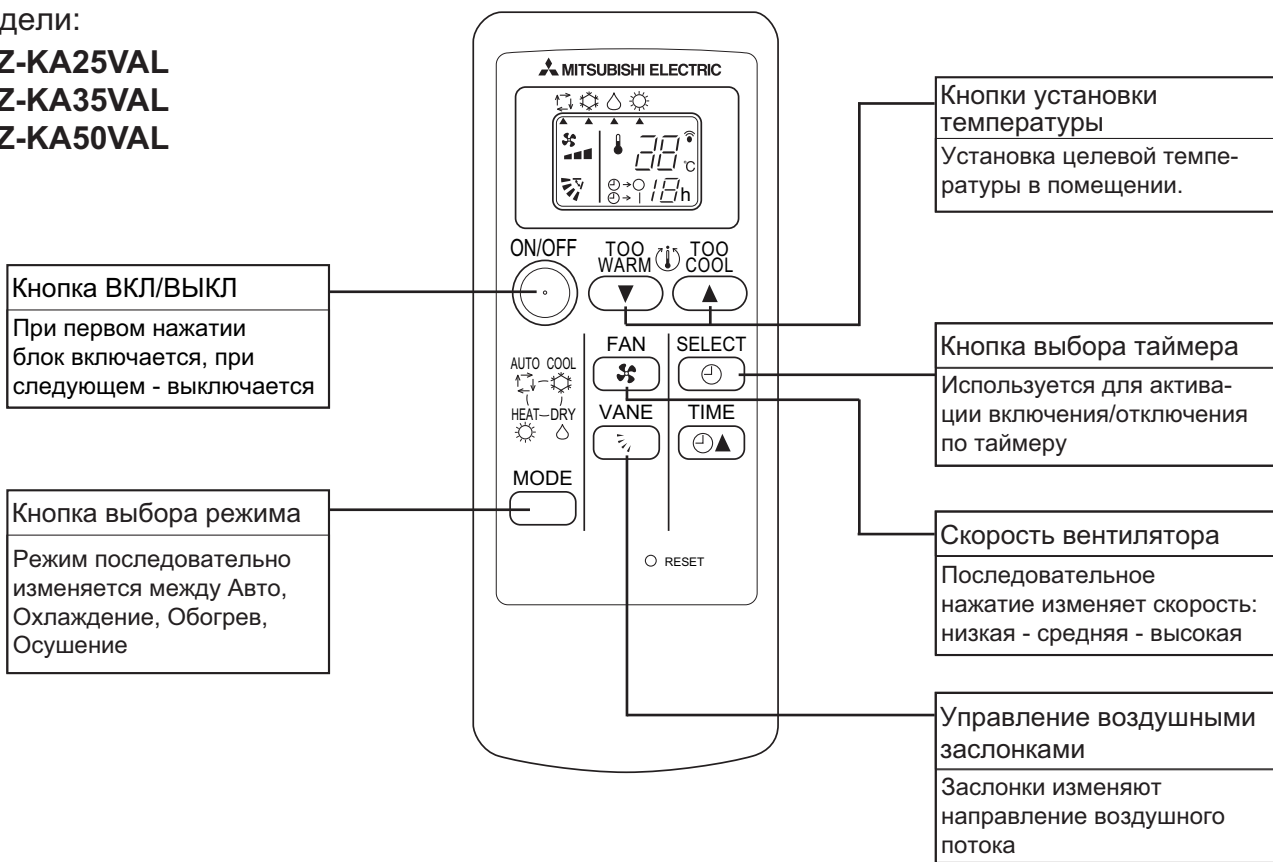 дели:
Z-KA25VAL
Z-KA35VAL
Z-KA50VAL
MITSUBISHI ELECTRIC
°C
h
ON/OFF
TOO WARM
TOO COOL
FAN
SELECT
AUTO COOL
HEAT–DRY
VANE
TIME
MODE
RESET
Кнопка ВКЛ/ВЫКЛ
При первом нажатии
блок включается, при
следующем - выключается
Кнопка выбора режима
Режим последовательно
изменяется между Авто,
Охлаждение, Обогрев,
Осушение
Кнопки установки
температуры
Установка целевой темпе-
ратуры в помещении.
Кнопка выбора таймера
Используется для актива-
ции включения/отключения
по таймеру
Скорость вентилятора
Последовательное
нажатие изменяет скорость:
низкая - средняя - высокая
Управление воздушными
заслонками
Заслонки изменяют
направление воздушного
потока